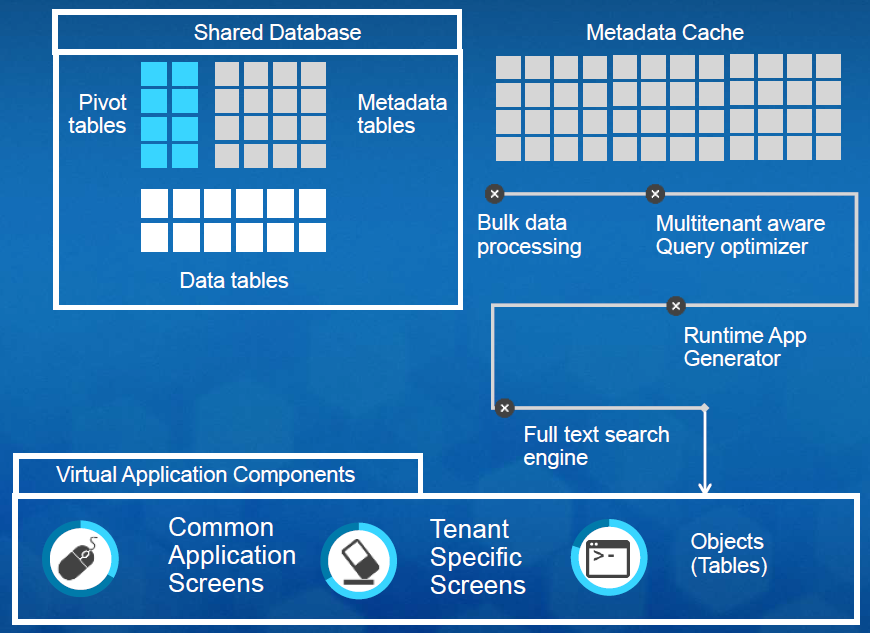 Shared Database
Metadata Cache
Pivot
tables
Metadata
tables
Data tables
Bulk data
processing
Multitenant aware
Query optimizer
Runtime App
Generator
Full text search
engine
Virtual Application Components
Common
Application
Screens
Tenant
Specific
Screens
Objects
(Tables)